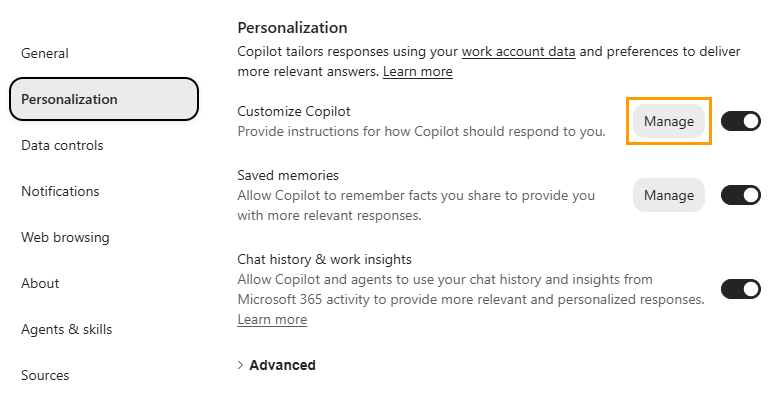 General
Personalization
Data controls
Notifications
Web browsing
About
Agents & skills
Sources
Personalization
Copilot tailors responses using your work account data and preferences to deliver
more relevant answers. Learn more
Customize Copilot
Provide instructions for how Copilot should respond to you.
Manage
Saved memories
Allow Copilot to remember facts you share to provide you
with more relevant responses.
Manage
Chat history & work insights
Allow Copilot and agents to use your chat history and insights from
Microsoft 365 activity to provide more relevant and personalized responses.
Learn more
Advanced